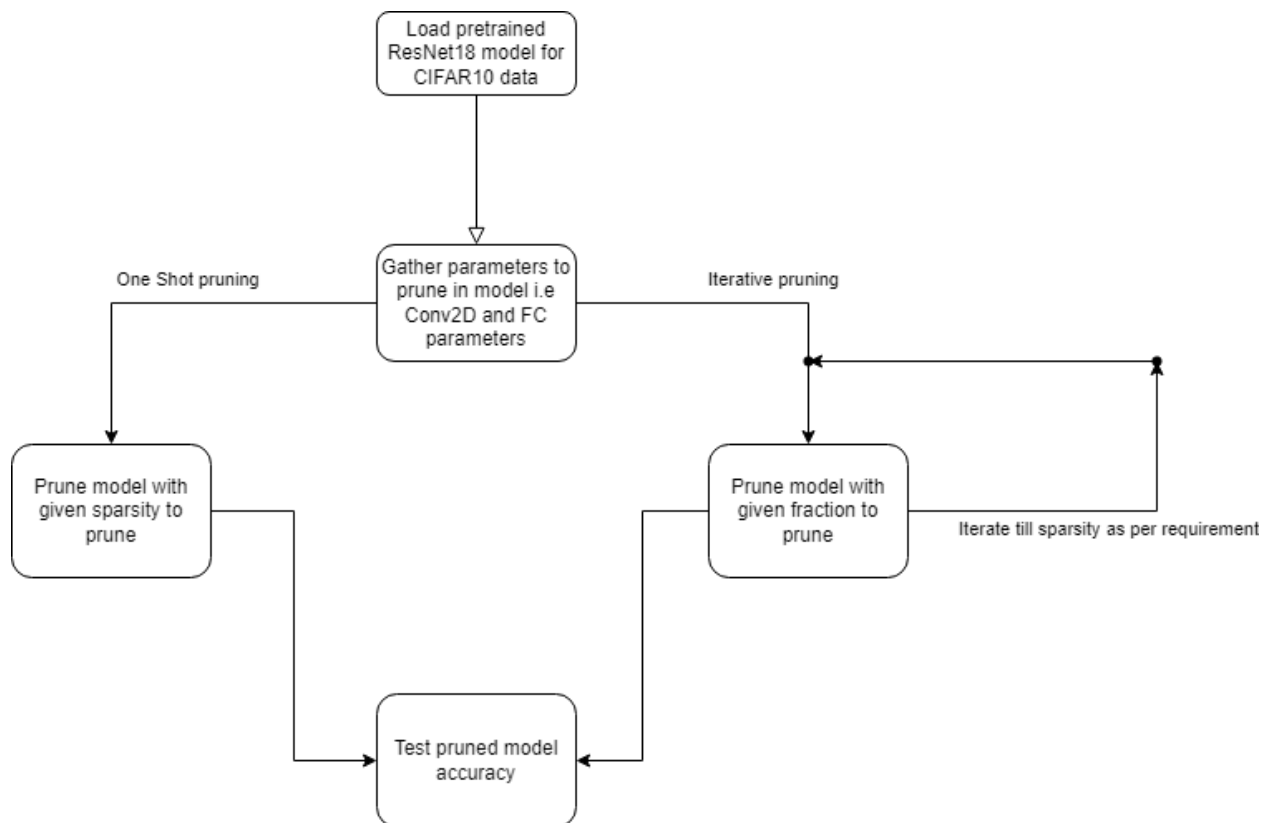 Load pretrained
ResNet18 model for
CIFAR10 data
One Shot pruning
Gather parameters to
prune in model i.e
Conv2D and FC
parameters
Iterative pruning
Prune model with
given sparsity to
prune
Prune model with
given fraction to
prune
Iterate till sparsity as per requirement
Test pruned model
accuracy